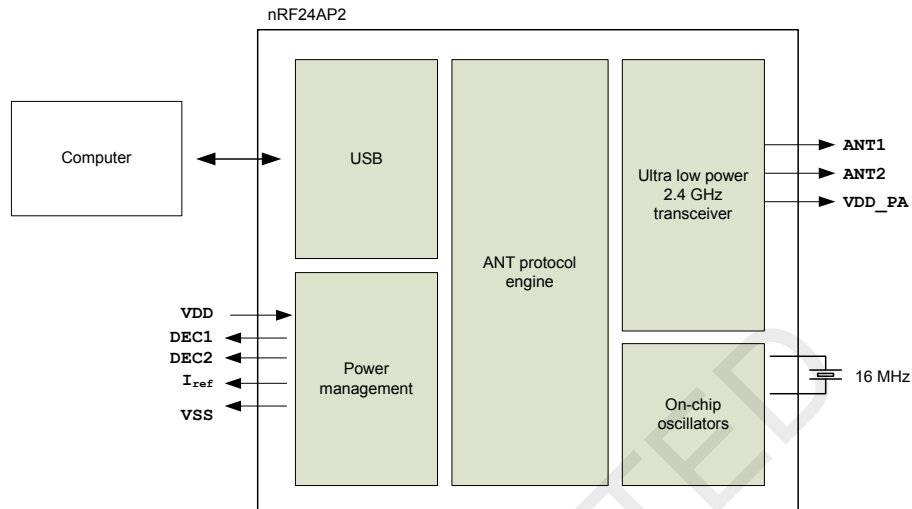 nRF24AP2
Computer
USB
ANT protocol
engine
Ultra low power
2.4 GHz
transceiver
ANT1
ANT2
VDD_PA
VDD
DEC1
DEC2
Iref
VSS
Power
management
On-chip
oscillators
16 MHz